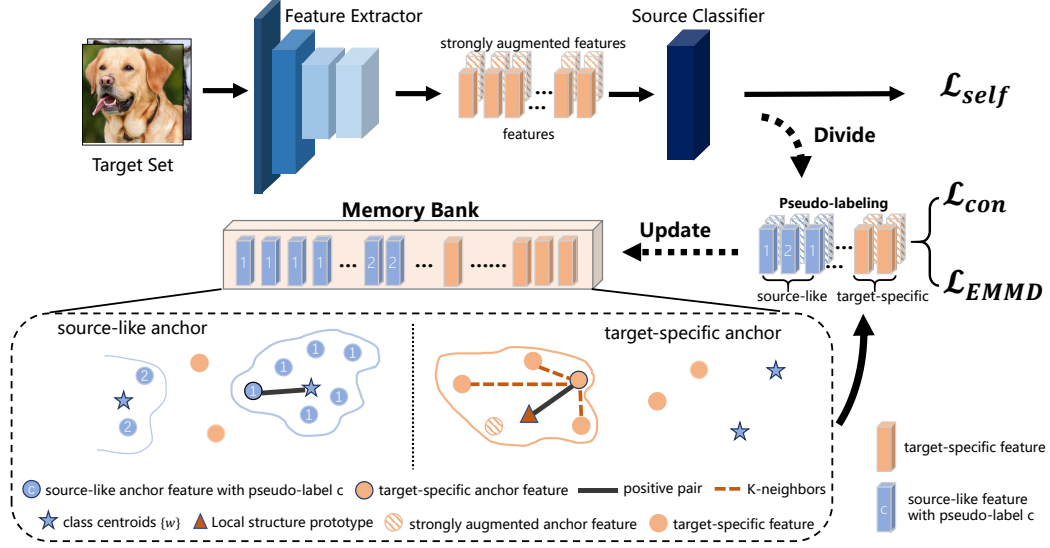 Feature Extractor
Source Classifier
strongly augmented features
...
...
features
Target Set
𝓛self
Divide
Pseudo-labeling
1 2 1 ...
...
source-like target-specific
𝓛con
𝓛EMMD
Memory Bank
Update
1 1 1 1 ... 2 2 ... ......
source-like anchor
target-specific anchor
2
2
1
1
1
1
1
1
c source-like anchor feature with pseudo-label c
target-specific anchor feature
positive pair
K-neighbors
class centroids {w}
Local structure prototype
strongly augmented anchor feature
target-specific feature
target-specific feature
c
source-like feature
with pseudo-label c